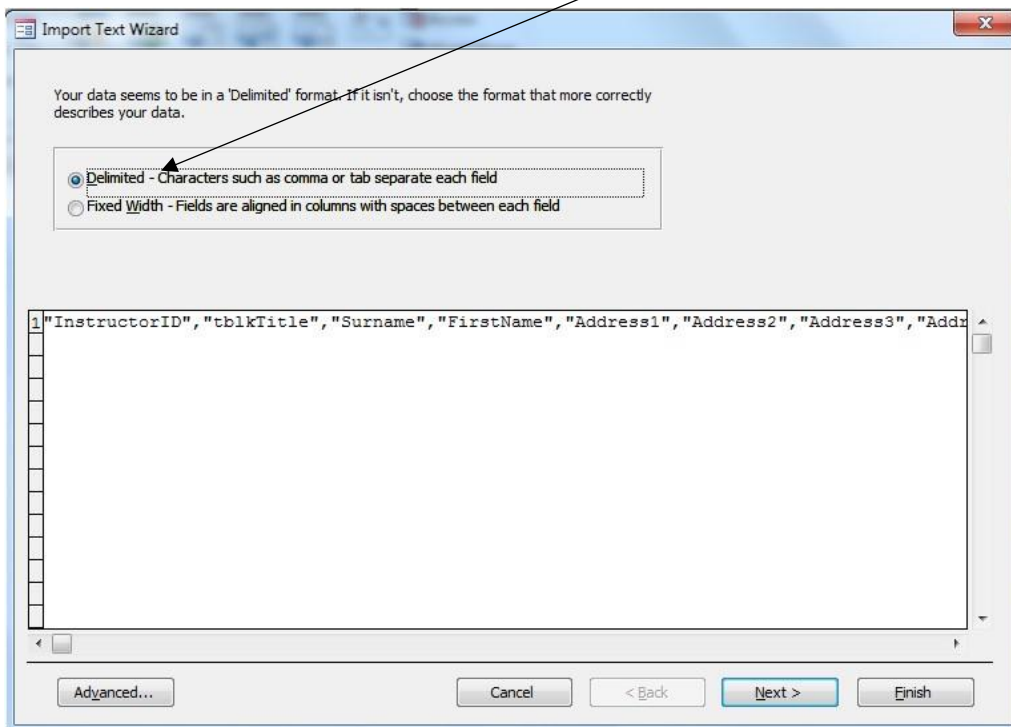 Import Text Wizard
Your data seems to be in a 'Delimited' format. If it isn't, choose the format that more correctly
describes your data.
Delimited - Characters such as comma or tab separate each field
Fixed Width - Fields are aligned in columns with spaces between each field
1 "InstructorID","tblkTitle","Surname","FirstName","Address1","Address2","Address3","Addr
Advanced... Cancel < Back Next > Finish